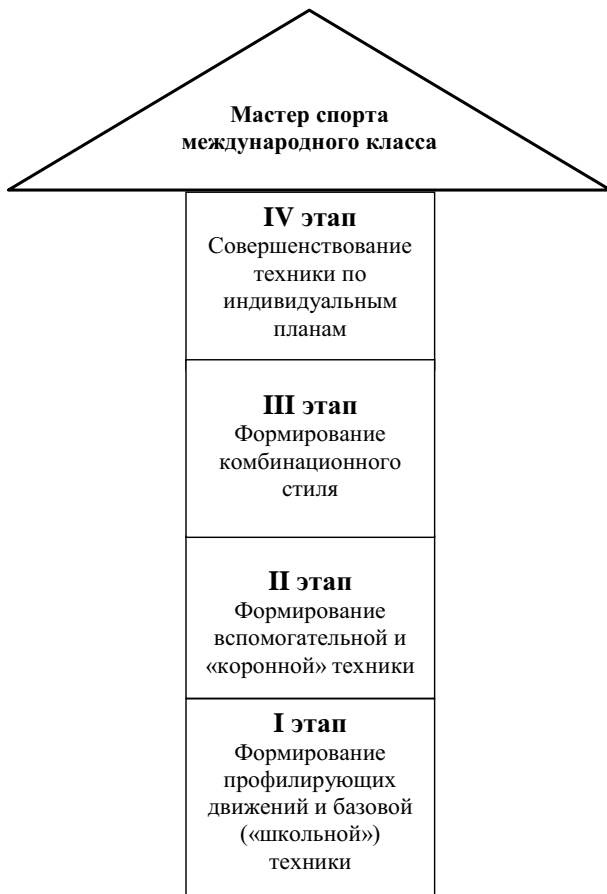 Мастер спорта
международного класса
IV этап
Совершенствование
техники по
индивидуальным
планам
III этап
Формирование
комбинационного
стиля
II этап
Формирование
вспомогательной и
«коронной» техники
I этап
Формирование
профилирующих
движений и базовой
(«школьной»)
техники